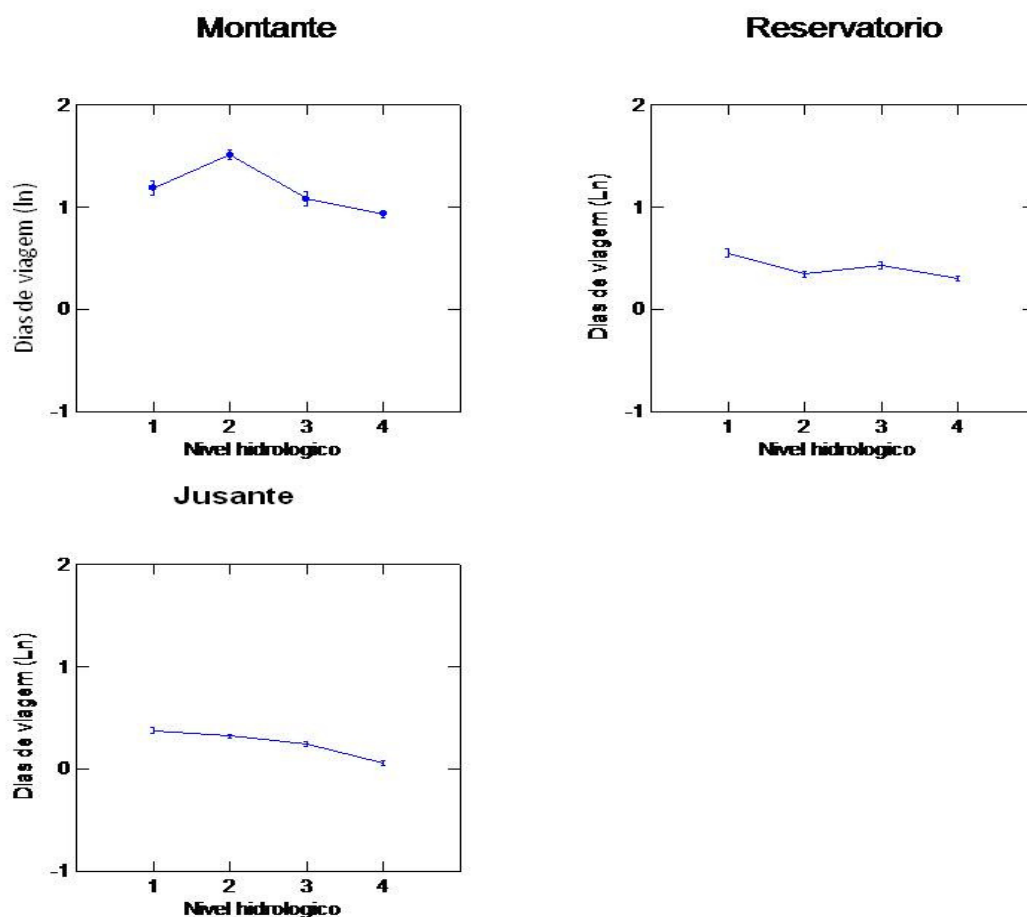 Montante
2
1
0
-1
Dias de viagem (ln)
1 2 3 4
Nivel hidrologico
Reservatorio
2
1
0
-1
Dias de viagem (Ln)
1 2 3 4
Nivel hidrologico
Jusante
2
1
0
-1
Dias de viagem (Ln)
1 2 3 4
Nivel hidrologico